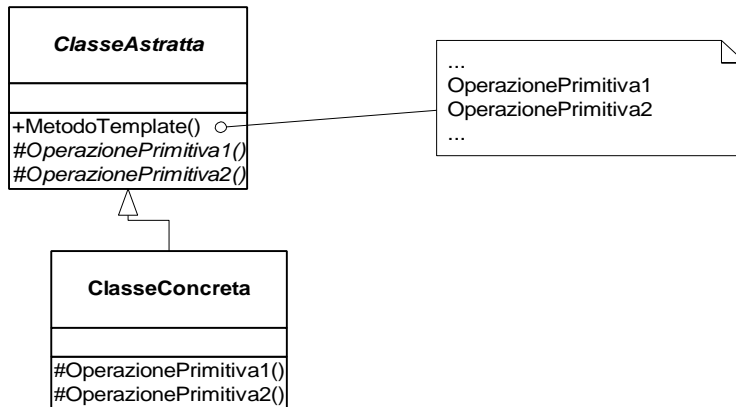 ClasseAstratta
+MetodoTemplate()
#OperazionePrimitiva1()
#OperazionePrimitiva2()
...
OperazionePrimitiva1
OperazionePrimitiva2
...
ClasseConcreta
#OperazionePrimitiva1()
#OperazionePrimitiva2()